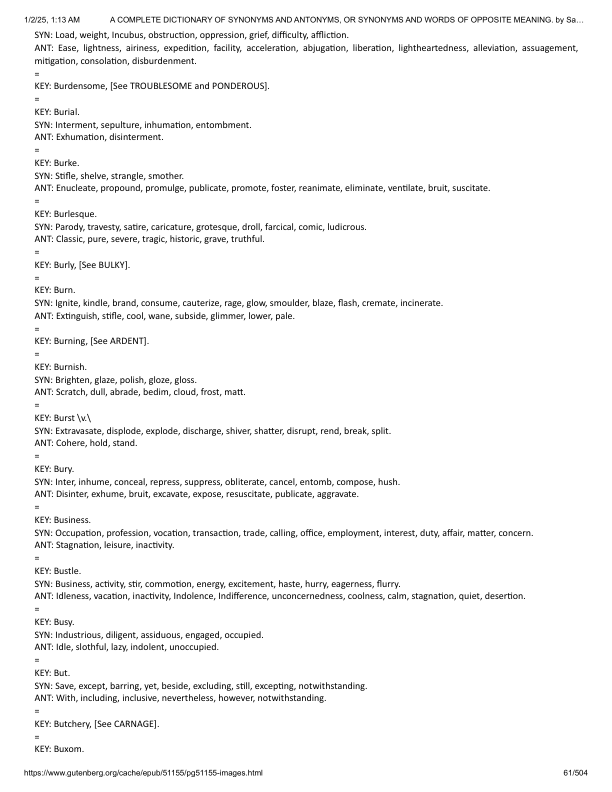 1/2/25, 1:13 AM A COMPLETE DICTIONARY OF SYNONYMS AND ANTONYMS, OR SYNONYMS AND WORDS OF OPPOSITE MEANING. by Sa…
SYN: Load, weight, Incubus, obstruction, oppression, grief, difficulty, affliction.
ANT: Ease, lightness, airiness, expedition, facility, acceleration, abjugation, liberation, lightheartedness, alleviation, assuagement,
mitigation, consolation, disburdenment.
=
KEY: Burdensome, [See TROUBLESOME and PONDEROUS].
=
KEY: Burial.
SYN: Interment, sepulture, inhumation, entombment.
ANT: Exhumation, disinterment.
=
KEY: Burke.
SYN: Stifle, shelve, strangle, smother.
ANT: Enucleate, propound, promulge, publicate, promote, foster, reanimate, eliminate, ventilate, bruit, suscitate.
=
KEY: Burlesque.
SYN: Parody, travesty, satire, caricature, grotesque, droll, farcical, comic, ludicrous.
ANT: Classic, pure, severe, tragic, historic, grave, truthful.
=
KEY: Burly, [See BULKY].
=
KEY: Burn.
SYN: Ignite, kindle, brand, consume, cauterize, rage, glow, smoulder, blaze, flash, cremate, incinerate.
ANT: Extinguish, stifle, cool, wane, subside, glimmer, lower, pale.
=
KEY: Burning, [See ARDENT].
=
KEY: Burnish.
SYN: Brighten, glaze, polish, gloze, gloss.
ANT: Scratch, dull, abrade, bedim, cloud, frost, matt.
=
KEY: Burst \v.\
SYN: Extravasate, displode, explode, discharge, shiver, shatter, disrupt, rend, break, split.
ANT: Cohere, hold, stand.
=
KEY: Bury.
SYN: Inter, inhume, conceal, repress, suppress, obliterate, cancel, entomb, compose, hush.
ANT: Disinter, exhume, bruit, excavate, expose, resuscitate, publicate, aggravate.
=
KEY: Business.
SYN: Occupation, profession, vocation, transaction, trade, calling, office, employment, interest, duty, affair, matter, concern.
ANT: Stagnation, leisure, inactivity.
=
KEY: Bustle.
SYN: Business, activity, stir, commotion, energy, excitement, haste, hurry, eagerness, flurry.
ANT: Idleness, vacation, inactivity, Indolence, Indifference, unconcernedness, coolness, calm, stagnation, quiet, desertion.
=
KEY: Busy.
SYN: Industrious, diligent, assiduous, engaged, occupied.
ANT: Idle, slothful, lazy, indolent, unoccupied.
=
KEY: But.
SYN: Save, except, barring, yet, beside, excluding, still, excepting, notwithstanding.
ANT: With, including, inclusive, nevertheless, however, notwithstanding.
=
KEY: Butchery, [See CARNAGE].
=
KEY: Buxom.
https://www.gutenberg.org/cache/epub/51155/pg51155-images.html 61/504